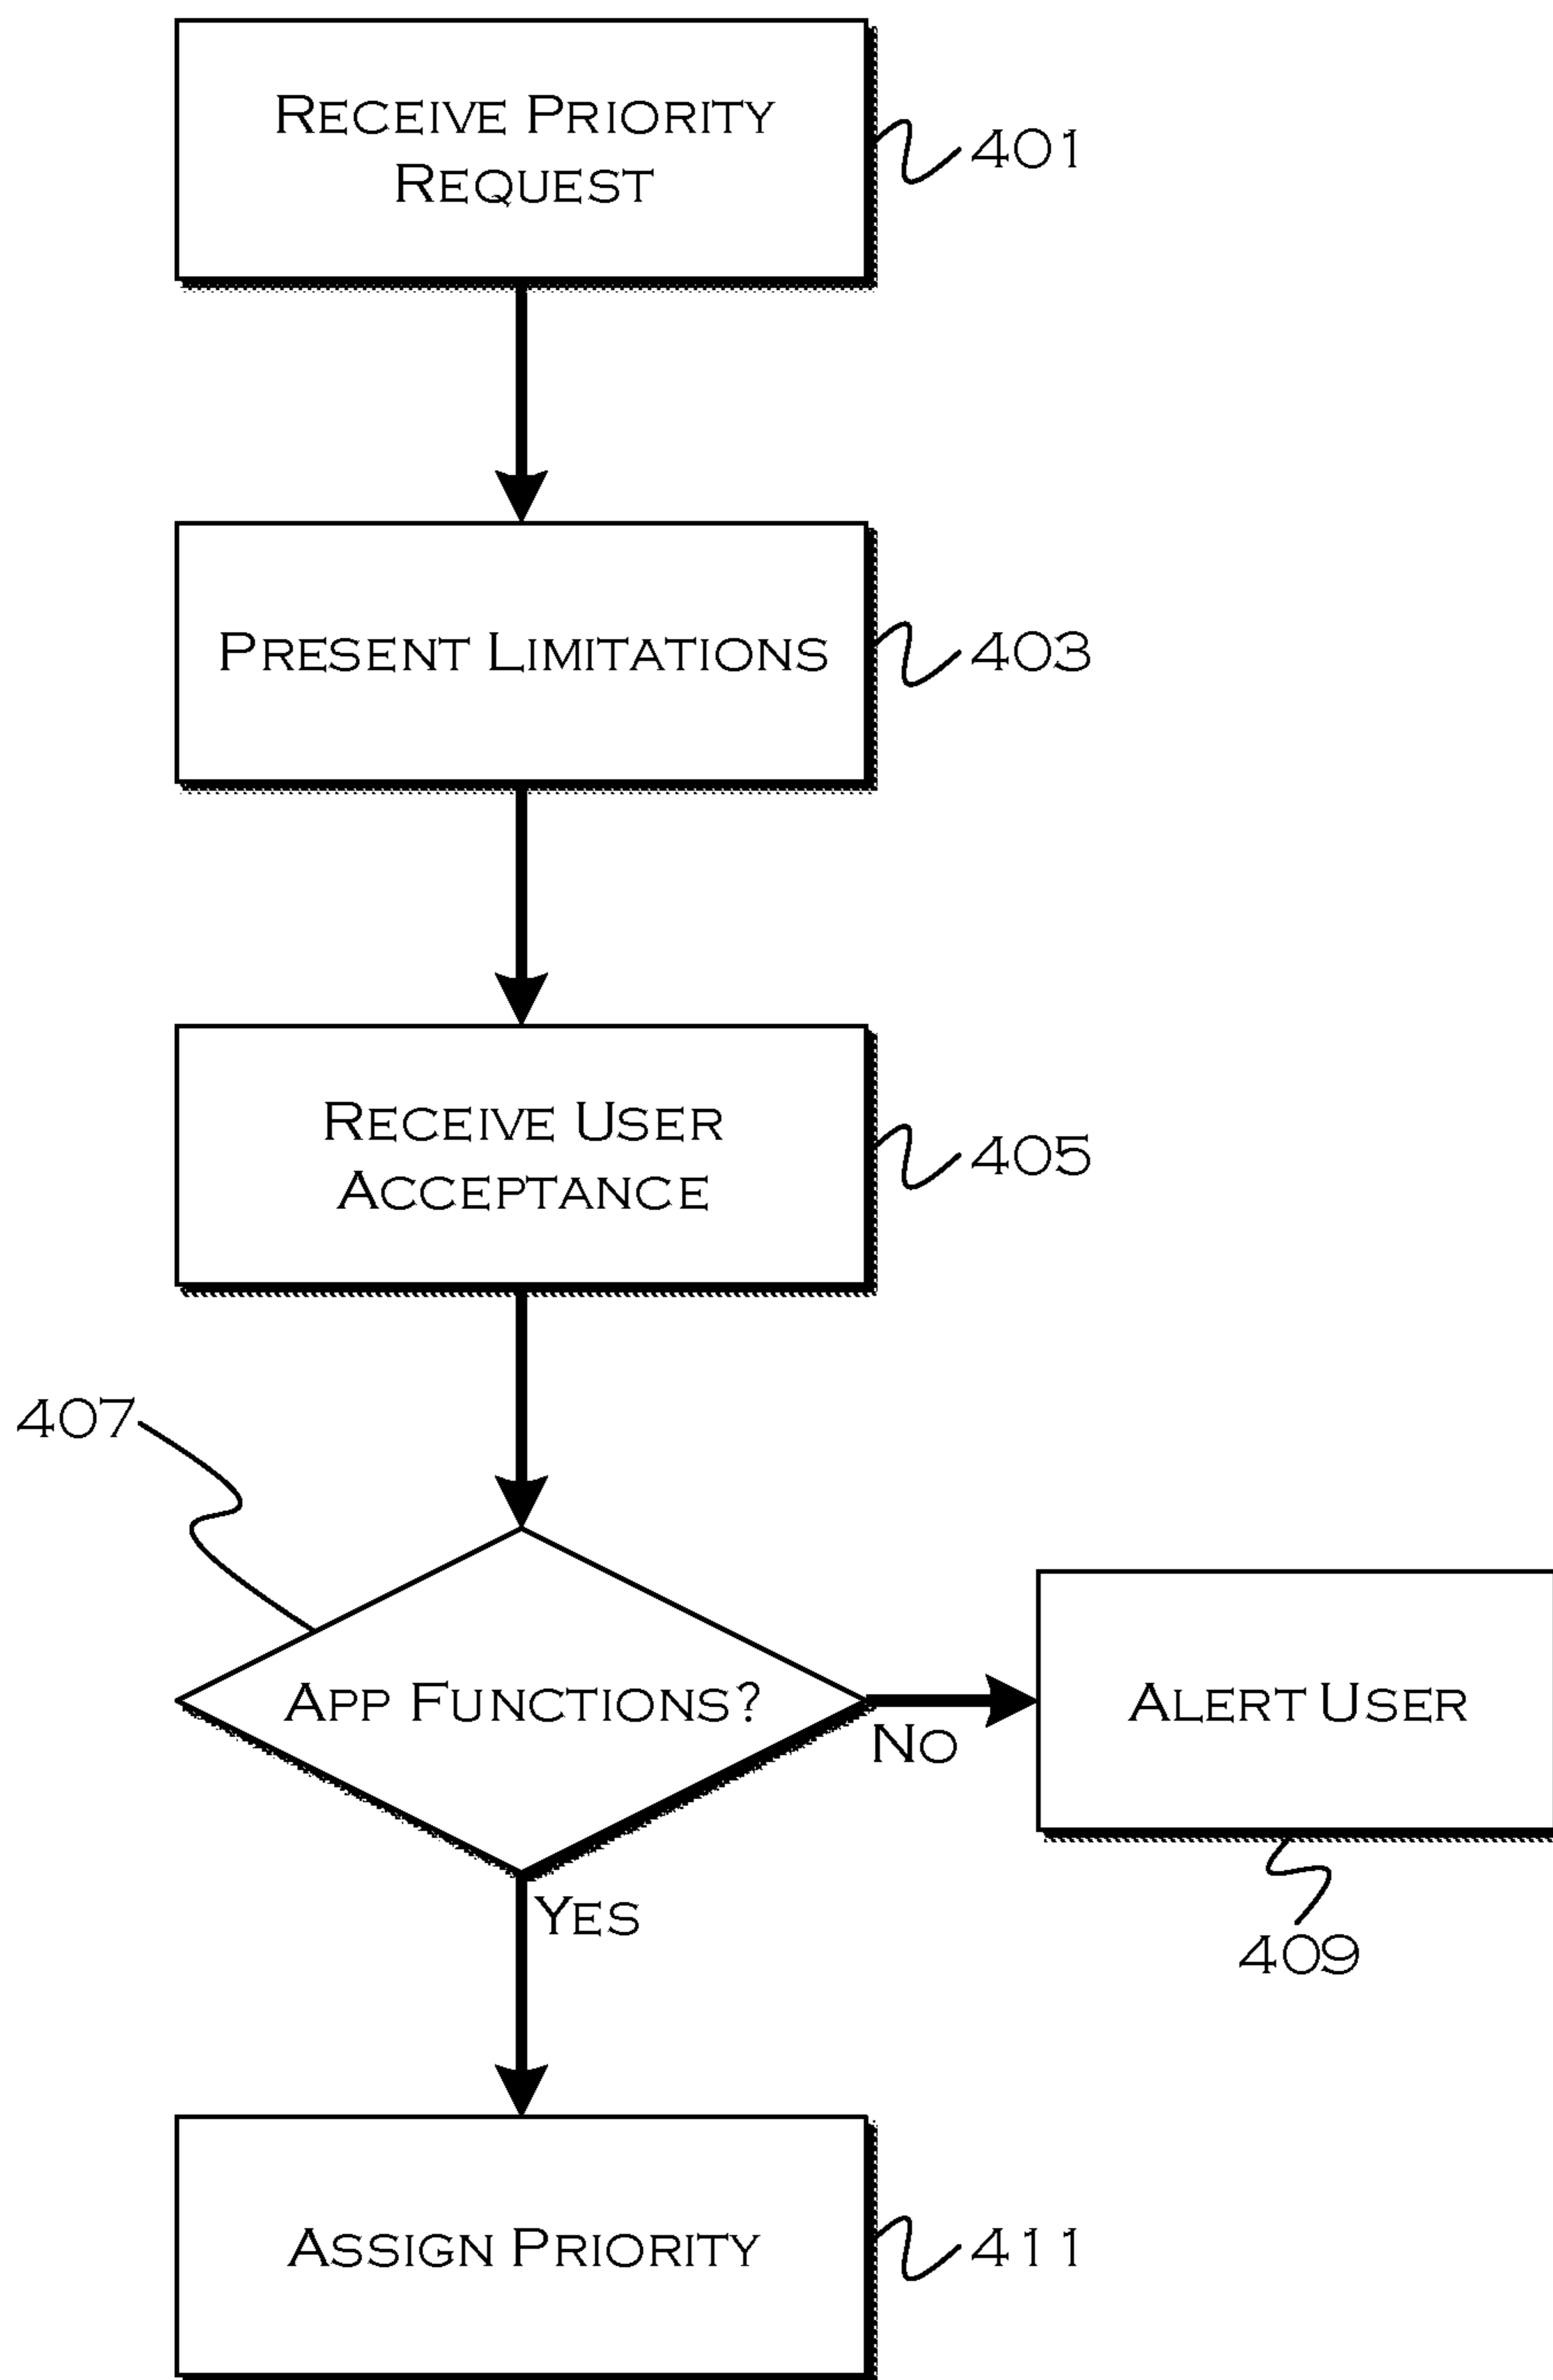 Receive Priority
Request
401
Present Limitations
403
Receive User
Acceptance
405
407
App Functions?
No
Alert User
Yes
409
Assign Priority
411